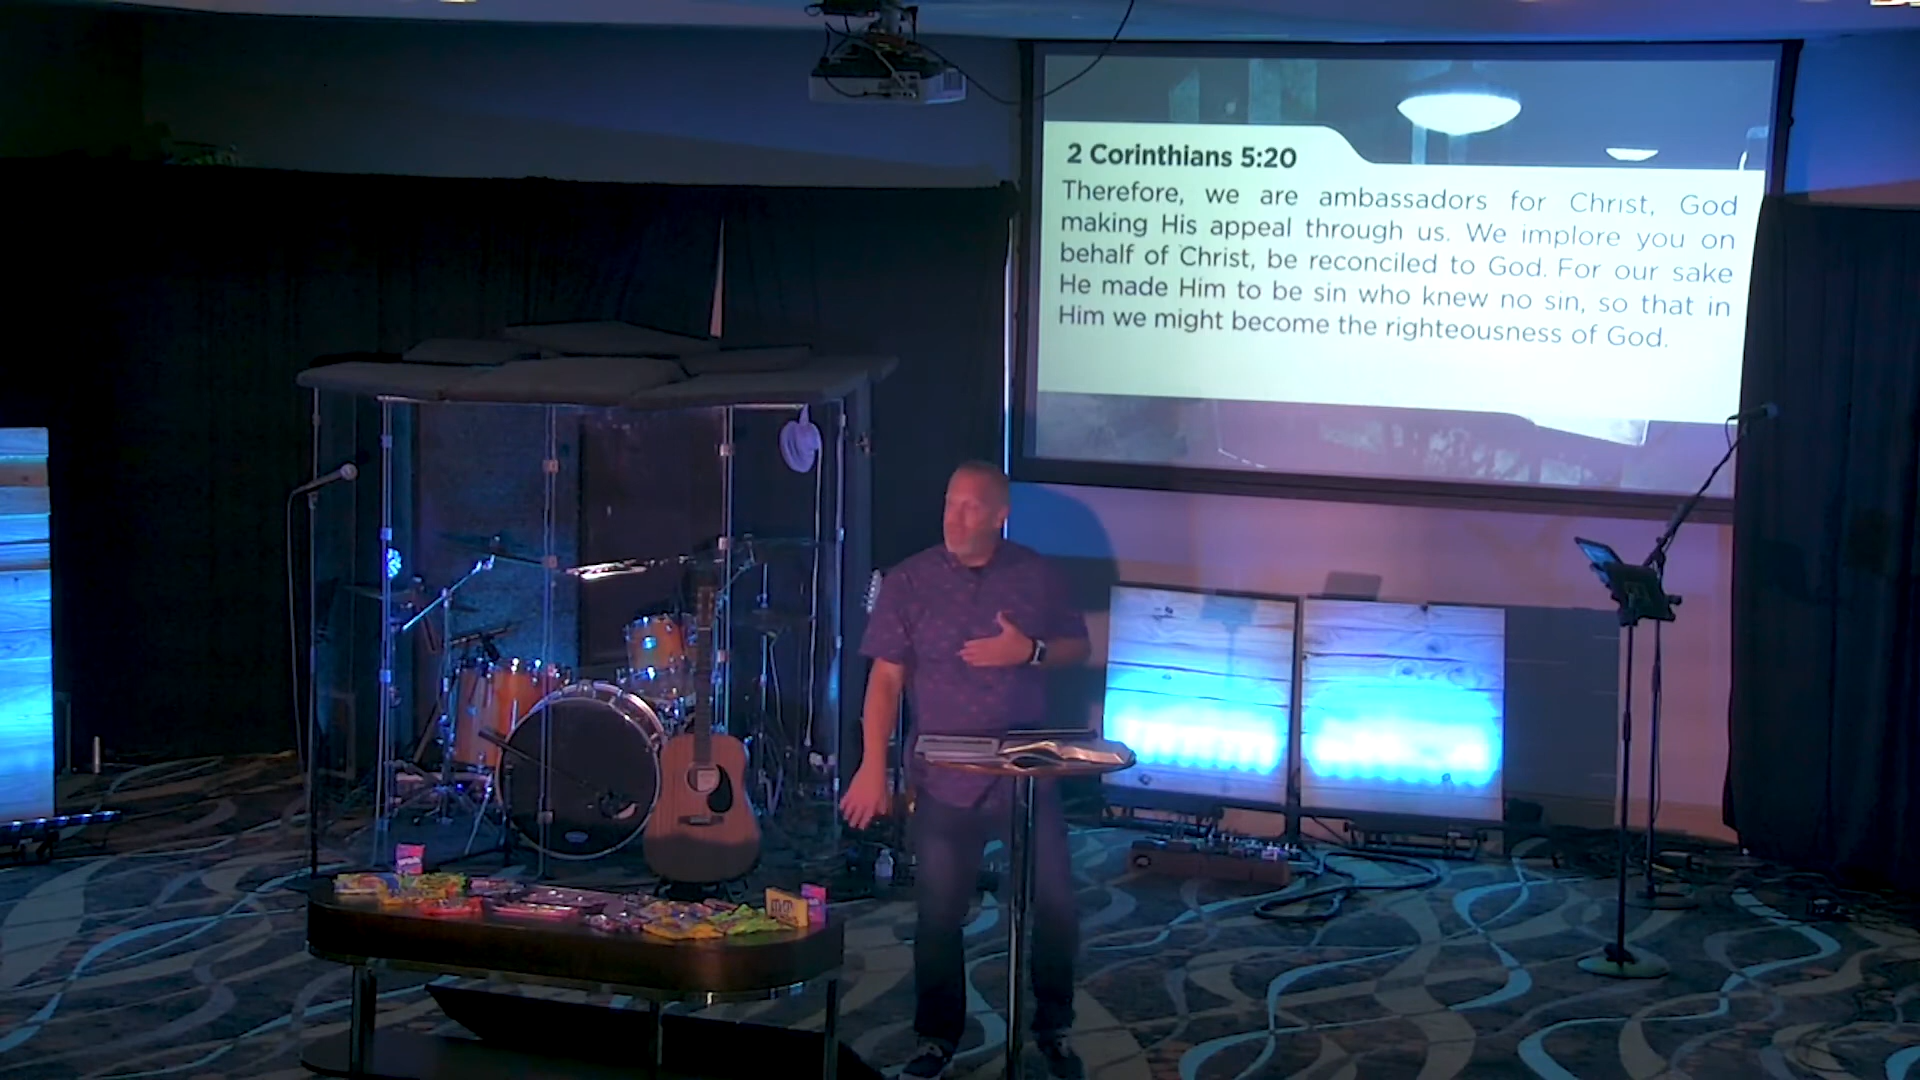 2 Corinthians 5:20
Therefore, we are ambassadors for Christ, God
making His appeal through us. We implore you on
behalf of Christ, be reconciled to God. For our sake
He made Him to be sin who knew no sin, so that in
Him we might become the righteousness of God.